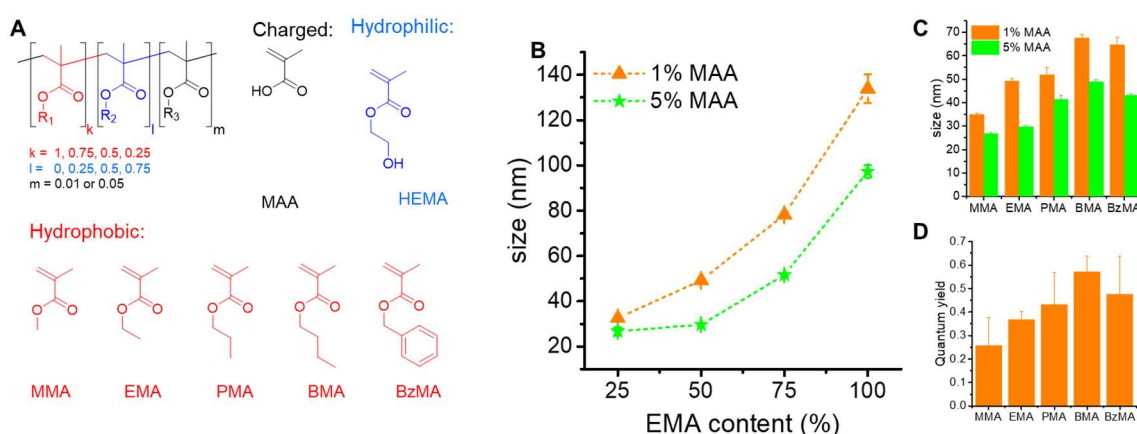 A
Charged:
Hydrophilic:
O O
R1
k
O O
R2
l
O O
R3
m
k = 1, 0.75, 0.5, 0.25
l = 0, 0.25, 0.5, 0.75
m = 0.01 or 0.05
HO O
MAA
O O
OH
HEMA
Hydrophobic:
O O
MMA
O O
EMA
O O
PMA
O O
BMA
O O
BzMA
B
1% MAA
5% MAA
size (nm)
140
120
100
80
60
40
20
25 50 75 100
EMA content (%)
C
1% MAA
5% MAA
size (nm)
70
60
50
40
30
20
10
0
MMA EMA PMA BMA BzMA
D
Quantum yield
0.7
0.6
0.5
0.4
0.3
0.2
0.1
0.0
MMA EMA PMA BMA BzMA